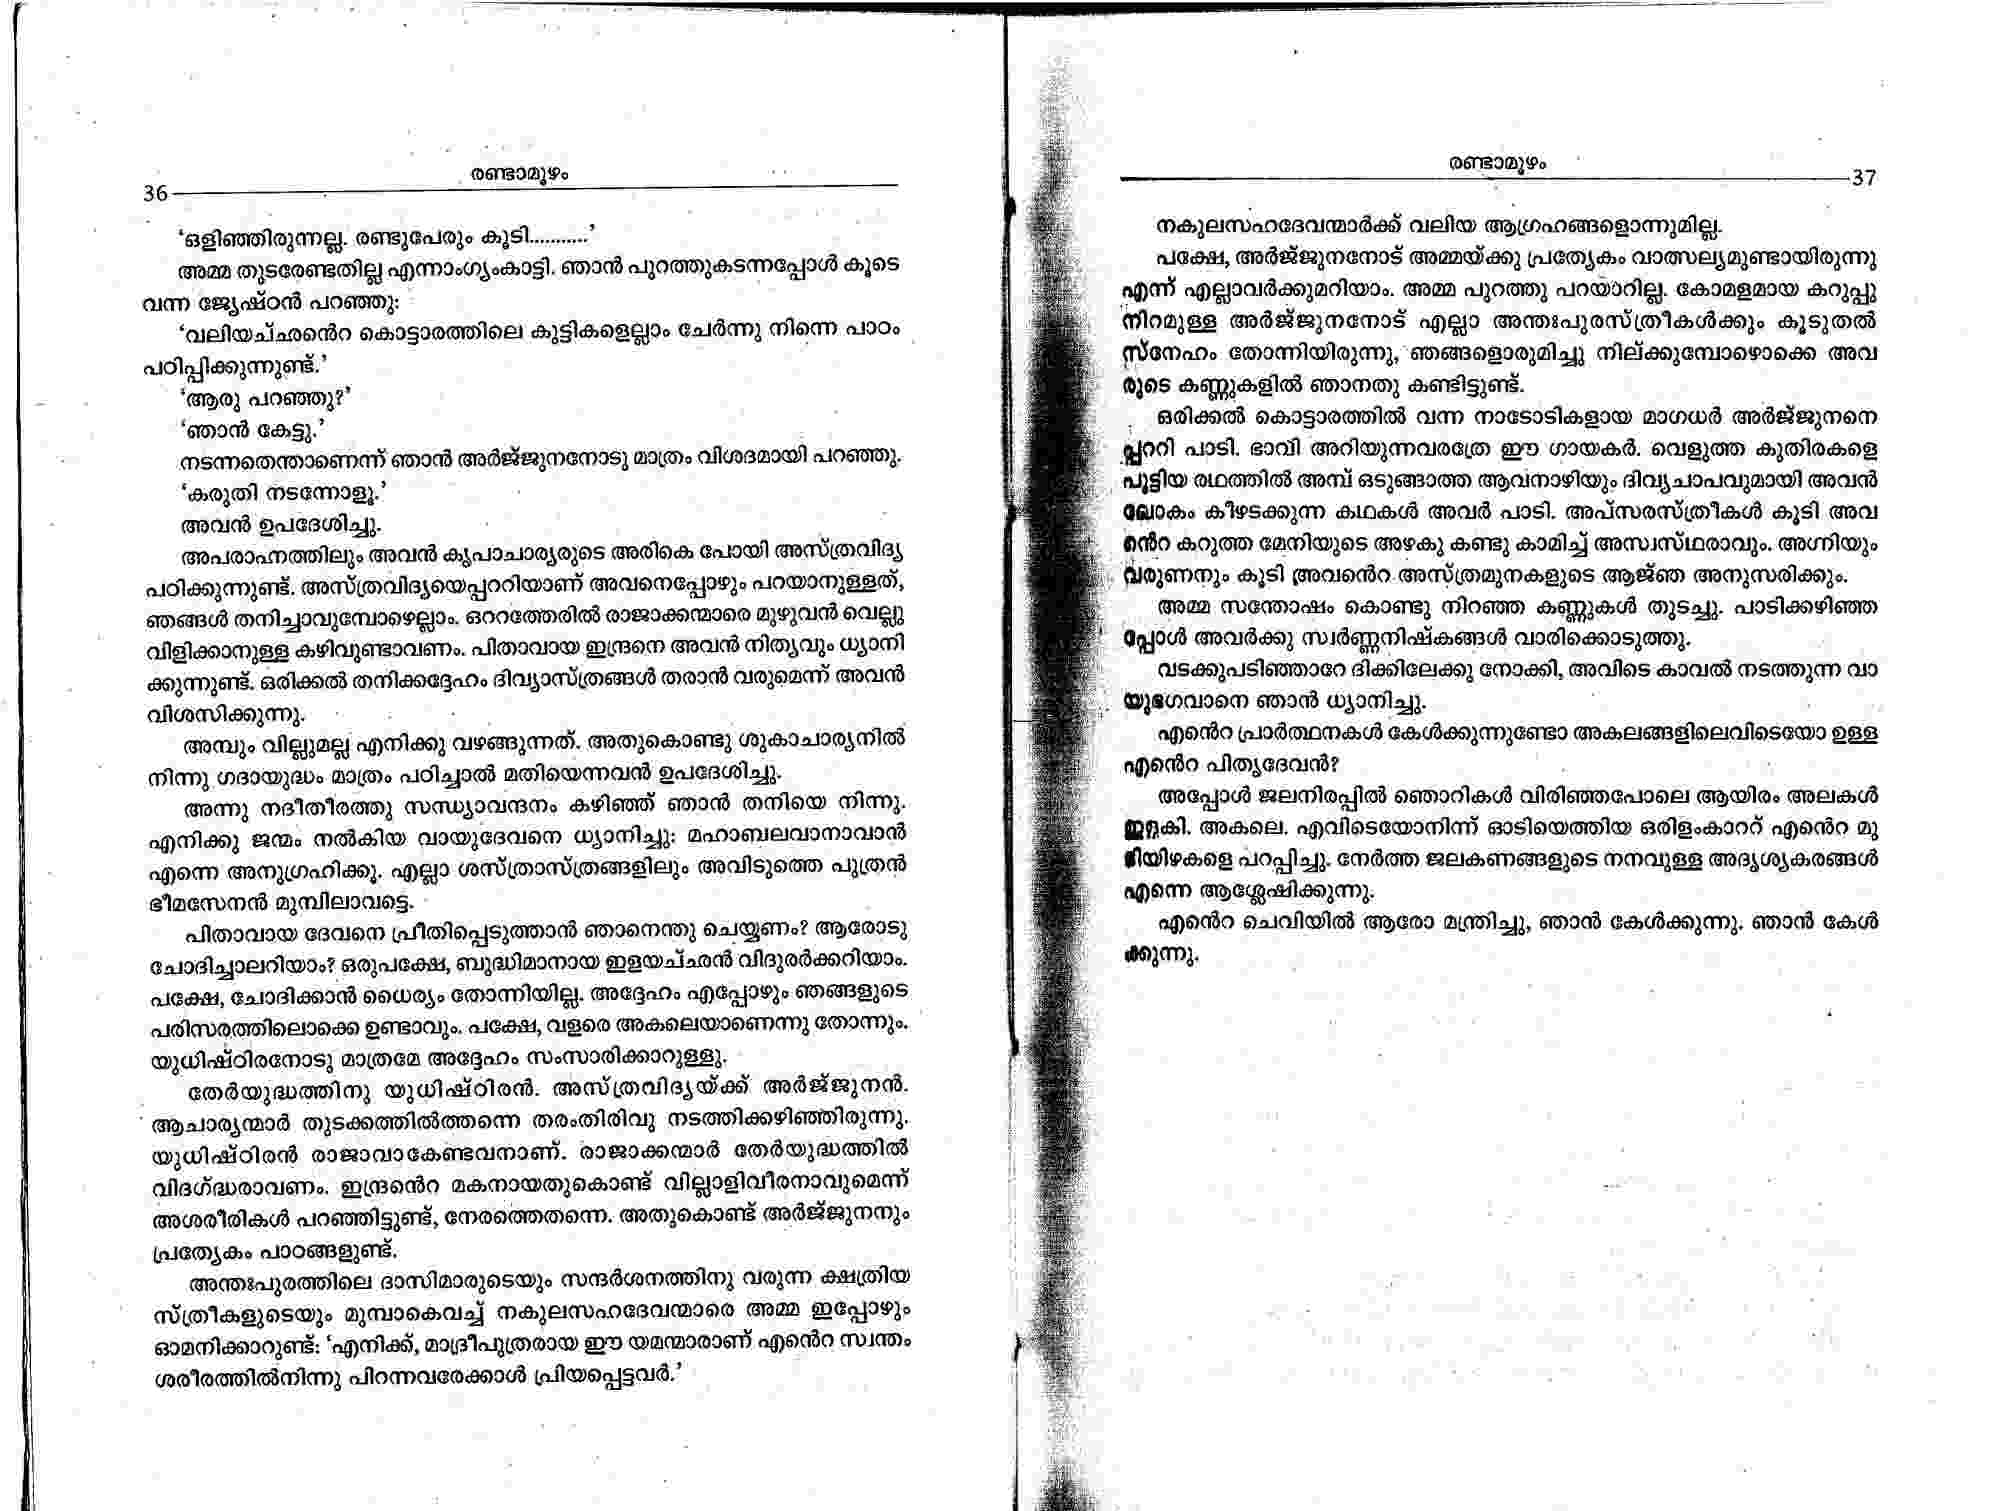 രണ്ടാമൂഴം
36
‘ഒളിഞ്ഞിരുന്നല്ല. രണ്ടുപേരും കൂടി...........’
അമ്മ തുടരേണ്ടതില്ല എന്നാംഗ്യംകാട്ടി. ഞാൻ പുറത്തുകടന്നപ്പോൾ കൂടെ
വന്ന ജ്യേഷ്ഠൻ പറഞ്ഞു:
‘വലിയച്ഛന്റെ കൊട്ടാരത്തിലെ കുട്ടികളെല്ലാം ചേർന്നു നിന്നെ പാഠം
പഠിപ്പിക്കുന്നുണ്ട്.’
‘ആരു പറഞ്ഞു?’
‘ഞാൻ കേട്ടു.’
നടന്നതെന്താണെന്ന് ഞാൻ അർജ്ജുനനോടു മാത്രം വിശദമായി പറഞ്ഞു.
‘കരുതി നടന്നോളൂ.’
അവൻ ഉപദേശിച്ചു.
അപരാഹ്നത്തിലും അവൻ കൃപാചാര്യരുടെ അരികെ പോയി അസ്ത്രവിദ്യ
പഠിക്കുന്നുണ്ട്. അസ്ത്രവിദ്യയെപ്പററിയാണ് അവനെപ്പോഴും പറയാനുള്ളത്,
ഞങ്ങൾ തനിച്ചാവുമ്പോഴെല്ലാം. ഒററത്തേരിൽ രാജാക്കന്മാരെ മുഴുവൻ വെല്ലു
വിളിക്കാനുള്ള കഴിവുണ്ടാവണം. പിതാവായ ഇന്ദ്രനെ അവൻ നിത്യവും ധ്യാനി
ക്കുന്നുണ്ട്. ഒരിക്കൽ തനിക്കദ്ദേഹം ദിവ്യാസ്ത്രങ്ങൾ തരാൻ വരുമെന്ന് അവൻ
വിശസിക്കുന്നു.
അമ്പും വില്ലുമല്ല എനിക്കു വഴങ്ങുന്നത്. അതുകൊണ്ടു ശുകാചാര്യനിൽ
നിന്നു ഗദായുദ്ധം മാത്രം പഠിച്ചാൽ മതിയെന്നവൻ ഉപദേശിച്ചു.
അന്നു നദീതീരത്തു സന്ധ്യാവന്ദനം കഴിഞ്ഞ് ഞാൻ തനിയെ നിന്നു.
എനിക്കു ജന്മം നൽകിയ വായുദേവനെ ധ്യാനിച്ചു: മഹാബലവാനാവാൻ
എന്നെ അനുഗ്രഹിക്കൂ. എല്ലാ ശസ്ത്രാസ്ത്രങ്ങളിലും അവിടുത്തെ പുത്രൻ
ഭീമസേനൻ മുമ്പിലാവട്ടെ.
പിതാവായ ദേവനെ പ്രീതിപ്പെടുത്താൻ ഞാനെന്തു ചെയ്യണം? ആരോടു
ചോദിച്ചാലറിയാം? ഒരുപക്ഷേ, ബുദ്ധിമാനായ ഇളയച്ഛൻ വിദുരർക്കറിയാം.
പക്ഷേ, ചോദിക്കാൻ ധൈര്യം തോന്നിയില്ല. അദ്ദേഹം എപ്പോഴും ഞങ്ങളുടെ
പരിസരത്തിലൊക്കെ ഉണ്ടാവും. പക്ഷേ, വളരെ അകലെയാണെന്നു തോന്നും.
യുധിഷ്ഠിരനോടു മാത്രമേ അദ്ദേഹം സംസാരിക്കാറുള്ളു.
തേർയുദ്ധത്തിനു യുധിഷ്ഠിരൻ. അസ്ത്രവിദ്യയ്ക്ക് അർജ്ജുനൻ.
ആചാര്യന്മാർ തുടക്കത്തിൽത്തന്നെ തരംതിരിവു നടത്തിക്കഴിഞ്ഞിരുന്നു.
യുധിഷ്ഠിരൻ രാജാവാകേണ്ടവനാണ്. രാജാക്കന്മാർ തേർയുദ്ധത്തിൽ
വിദഗ്ദ്ധരാവണം. ഇന്ദ്രന്റെ മകനായതുകൊണ്ട് വില്ലാളിവീരനാവുമെന്ന്
അശരീരികൾ പറഞ്ഞിട്ടുണ്ട്, നേരത്തെതന്നെ. അതുകൊണ്ട് അർജ്ജുനനും
പ്രത്യേകം പാഠങ്ങളുണ്ട്.
അന്തഃപുരത്തിലെ ദാസിമാരുടെയും സന്ദർശനത്തിനു വരുന്ന ക്ഷത്രിയ
സ്ത്രീകളുടെയും മുമ്പാകെവച്ച് നകുലസഹദേവന്മാരെ അമ്മ ഇപ്പോഴും
ഓമനിക്കാറുണ്ട്: ‘എനിക്ക്, മാദ്രീപുത്രരായ ഈ യമന്മാരാണ് എന്റെ സ്വന്തം
ശരീരത്തിൽനിന്നു പിറന്നവരേക്കാൾ പ്രിയപ്പെട്ടവർ.’
രണ്ടാമൂഴം
37
നകുലസഹദേവന്മാർക്ക് വലിയ ആഗ്രഹങ്ങളൊന്നുമില്ല.
പക്ഷേ, അർജ്ജുനനോട് അമ്മയ്ക്കു പ്രത്യേകം വാത്സല്യമുണ്ടായിരുന്നു
എന്ന് എല്ലാവർക്കുമറിയാം. അമ്മ പുറത്തു പറയാറില്ല. കോമളമായ കറുപ്പു
നിറമുള്ള അർജ്ജുനനോട് എല്ലാ അന്തഃപുരസ്ത്രീകൾക്കും കൂടുതൽ
സ്നേഹം തോന്നിയിരുന്നു, ഞങ്ങളൊരുമിച്ചു നില്ക്കുമ്പോഴൊക്കെ അവ
രുടെ കണ്ണുകളിൽ ഞാനതു കണ്ടിട്ടുണ്ട്.
ഒരിക്കൽ കൊട്ടാരത്തിൽ വന്ന നാടോടികളായ മാഗധർ അർജ്ജുനനെ
പ്പററി പാടി. ഭാവി അറിയുന്നവരത്രേ ഈ ഗായകർ. വെളുത്ത കുതിരകളെ
പൂട്ടിയ രഥത്തിൽ അമ്പ് ഒടുങ്ങാത്ത ആവനാഴിയും ദിവ്യചാപവുമായി അവൻ
ലോകം കീഴടക്കുന്ന കഥകൾ അവർ പാടി. അപ്സരസ്ത്രീകൾ കൂടി അവ
ന്റെ കറുത്ത മേനിയുടെ അഴകു കണ്ടു കാമിച്ച് അസ്വസ്ഥരാവും. അഗ്നിയും
വരുണനും കൂടി അവന്റെ അസ്ത്രമുനകളുടെ ആജ്ഞ അനുസരിക്കും.
അമ്മ സന്തോഷം കൊണ്ടു നിറഞ്ഞ കണ്ണുകൾ തുടച്ചു. പാടിക്കഴിഞ്ഞ
പ്പോൾ അവർക്കു സ്വർണ്ണനിഷ്കങ്ങൾ വാരിക്കൊടുത്തു.
വടക്കുപടിഞ്ഞാറേ ദിക്കിലേക്കു നോക്കി, അവിടെ കാവൽ നടത്തുന്ന വാ
യുഭഗവാനെ ഞാൻ ധ്യാനിച്ചു.
എന്റെ പ്രാർത്ഥനകൾ കേൾക്കുന്നുണ്ടോ അകലങ്ങളിലെവിടെയോ ഉള്ള
എന്റെ പിതൃദേവൻ?
അപ്പോൾ ജലനിരപ്പിൽ ഞൊറികൾ വിരിഞ്ഞപോലെ ആയിരം അലകൾ
ഇളകി. അകലെ. എവിടെയോനിന്ന് ഓടിയെത്തിയ ഒരിളംകാററ് എന്റെ മു
ടിയിഴകളെ പറപ്പിച്ചു. നേർത്ത ജലകണങ്ങളുടെ നനവുള്ള അദൃശ്യകരങ്ങൾ
എന്നെ ആശ്ലേഷിക്കുന്നു.
എന്റെ ചെവിയിൽ ആരോ മന്ത്രിച്ചു, ഞാൻ കേൾക്കുന്നു. ഞാൻ കേൾ
ക്കുന്നു.